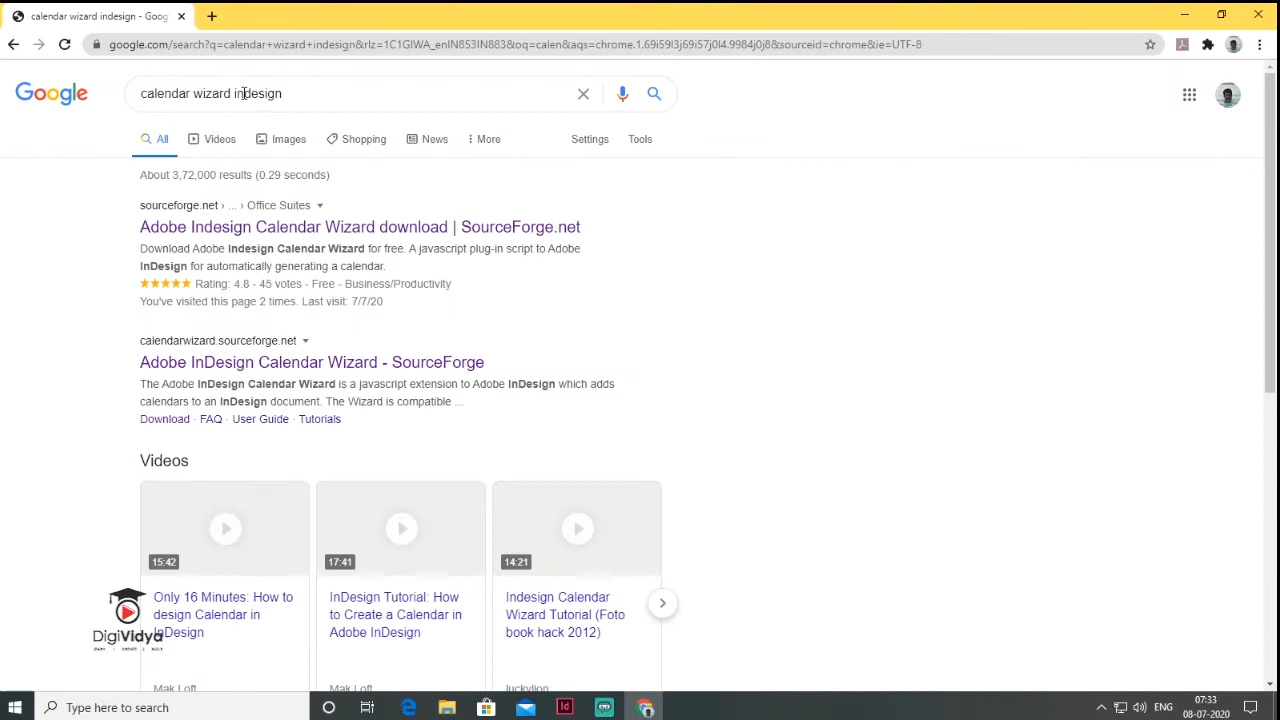 calendar wizard indesign - Goog
google.com/search?q=calendar+wizard+indesign&rlz=1C1GIWA_enIN853IN883&oq=calen&aqs=chrome.1.69i59l3j69i57j0l4.9984j0j8&sourceid=chrome&ie=UTF-8
Google
calendar wizard indesign
All Videos Images Shopping News More Settings Tools
About 3,72,000 results (0.29 seconds)
sourceforge.net › ... › Office Suites
Adobe Indesign Calendar Wizard download | SourceForge.net
Download Adobe Indesign Calendar Wizard for free. A javascript plug-in script to Adobe
InDesign for automatically generating a calendar.
Rating: 4.8 - 45 votes - Free - Business/Productivity
You've visited this page 2 times. Last visit: 7/7/20
calendarwizard.sourceforge.net
Adobe InDesign Calendar Wizard - SourceForge
The Adobe InDesign Calendar Wizard is a javascript extension to Adobe InDesign which adds
calendars to an InDesign document. The Wizard is compatible ...
Download · FAQ · User Guide · Tutorials
Videos
15:42 17:41 14:21
Only 16 Minutes: How to
design Calendar in
InDesign
InDesign Tutorial: How
to Create a Calendar in
Adobe InDesign
Indesign Calendar
Wizard Tutorial (Foto
book hack 2012)
DigiVidya
Mak Loft Mak Loft luckylion
Type here to search
Id
ENG
07:33
08-07-2020